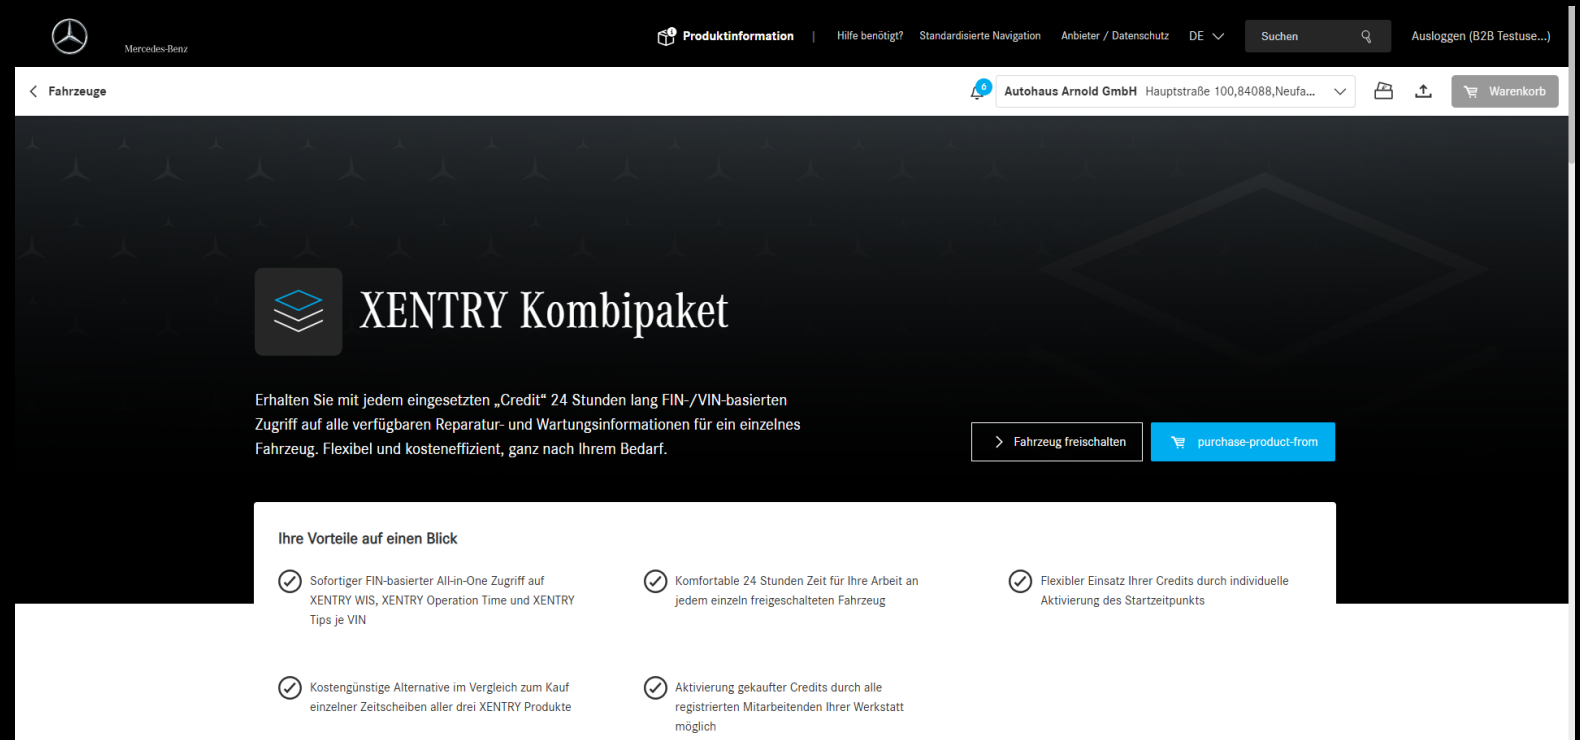 Mercedes-Benz
1
Produktinformation | Hilfe benötigt? Standardisierte Navigation Anbieter / Datenschutz DE Suchen Ausloggen (B2B Testuse...)
Fahrzeuge
6
Autohaus Arnold GmbH Hauptstraße 100,84088,Neufa...
Warenkorb
XENTRY Kombipaket
Erhalten Sie mit jedem eingesetzten „Credit“ 24 Stunden lang FIN-/VIN-basierten
Zugriff auf alle verfügbaren Reparatur- und Wartungsinformationen für ein einzelnes
Fahrzeug. Flexibel und kosteneffizient, ganz nach Ihrem Bedarf.
Fahrzeug freischalten
purchase-product-from
Ihre Vorteile auf einen Blick
Sofortiger FIN-basierter All-in-One Zugriff auf
XENTRY WIS, XENTRY Operation Time und XENTRY
Tips je VIN
Komfortable 24 Stunden Zeit für Ihre Arbeit an
jedem einzeln freigeschalteten Fahrzeug
Flexibler Einsatz Ihrer Credits durch individuelle
Aktivierung des Startzeitpunkts
Kostengünstige Alternative im Vergleich zum Kauf
einzelner Zeitscheiben aller drei XENTRY Produkte
Aktivierung gekaufter Credits durch alle
registrierten Mitarbeitenden Ihrer Werkstatt
möglich